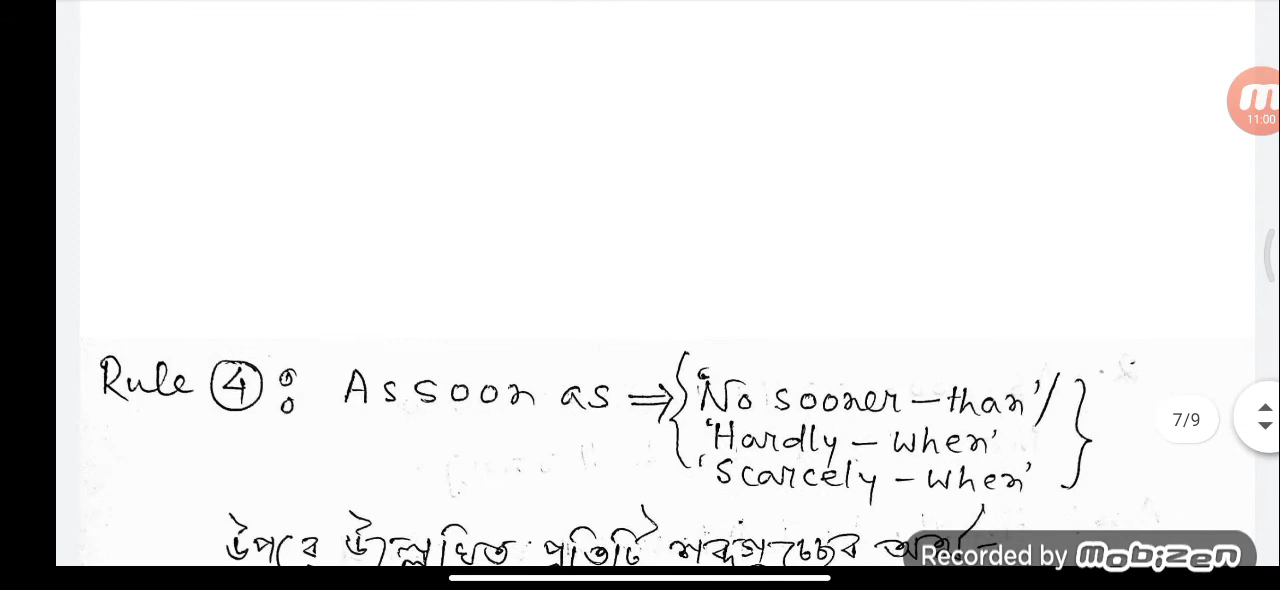 11:00
Rule ④: As soon as ⇒ { 'No sooner – than' / }
'Hardly – when'
'Scarcely – when'
7/9
উপরে উল্লেখিত প্রতিটি শব্দগুচ্ছের
Recorded by Mobizen